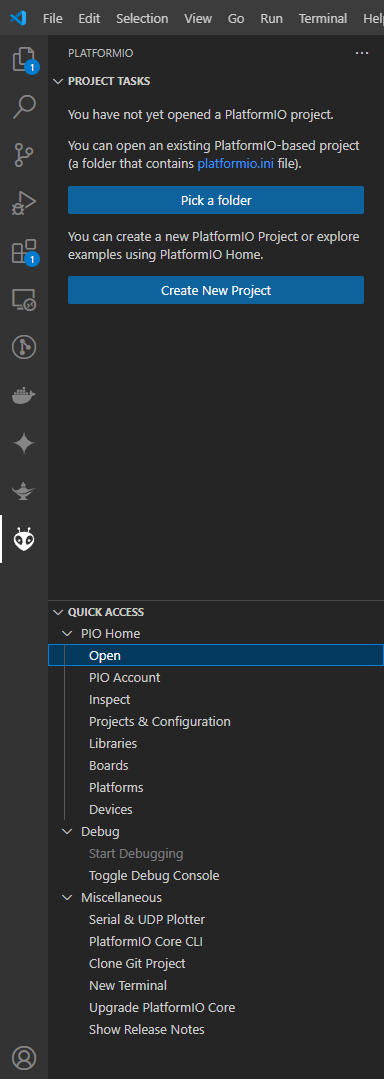 File Edit Selection View Go Run Terminal Help
PLATFORMIO
PROJECT TASKS
You have not yet opened a PlatformIO project.
You can open an existing PlatformIO-based project
(a folder that contains platformio.ini file).
Pick a folder
You can create a new PlatformIO Project or explore
examples using PlatformIO Home.
Create New Project
1
1
QUICK ACCESS
PIO Home
Open
PIO Account
Inspect
Projects & Configuration
Libraries
Boards
Platforms
Devices
Debug
Start Debugging
Toggle Debug Console
Miscellaneous
Serial & UDP Plotter
PlatformIO Core CLI
Clone Git Project
New Terminal
Upgrade PlatformIO Core
Show Release Notes